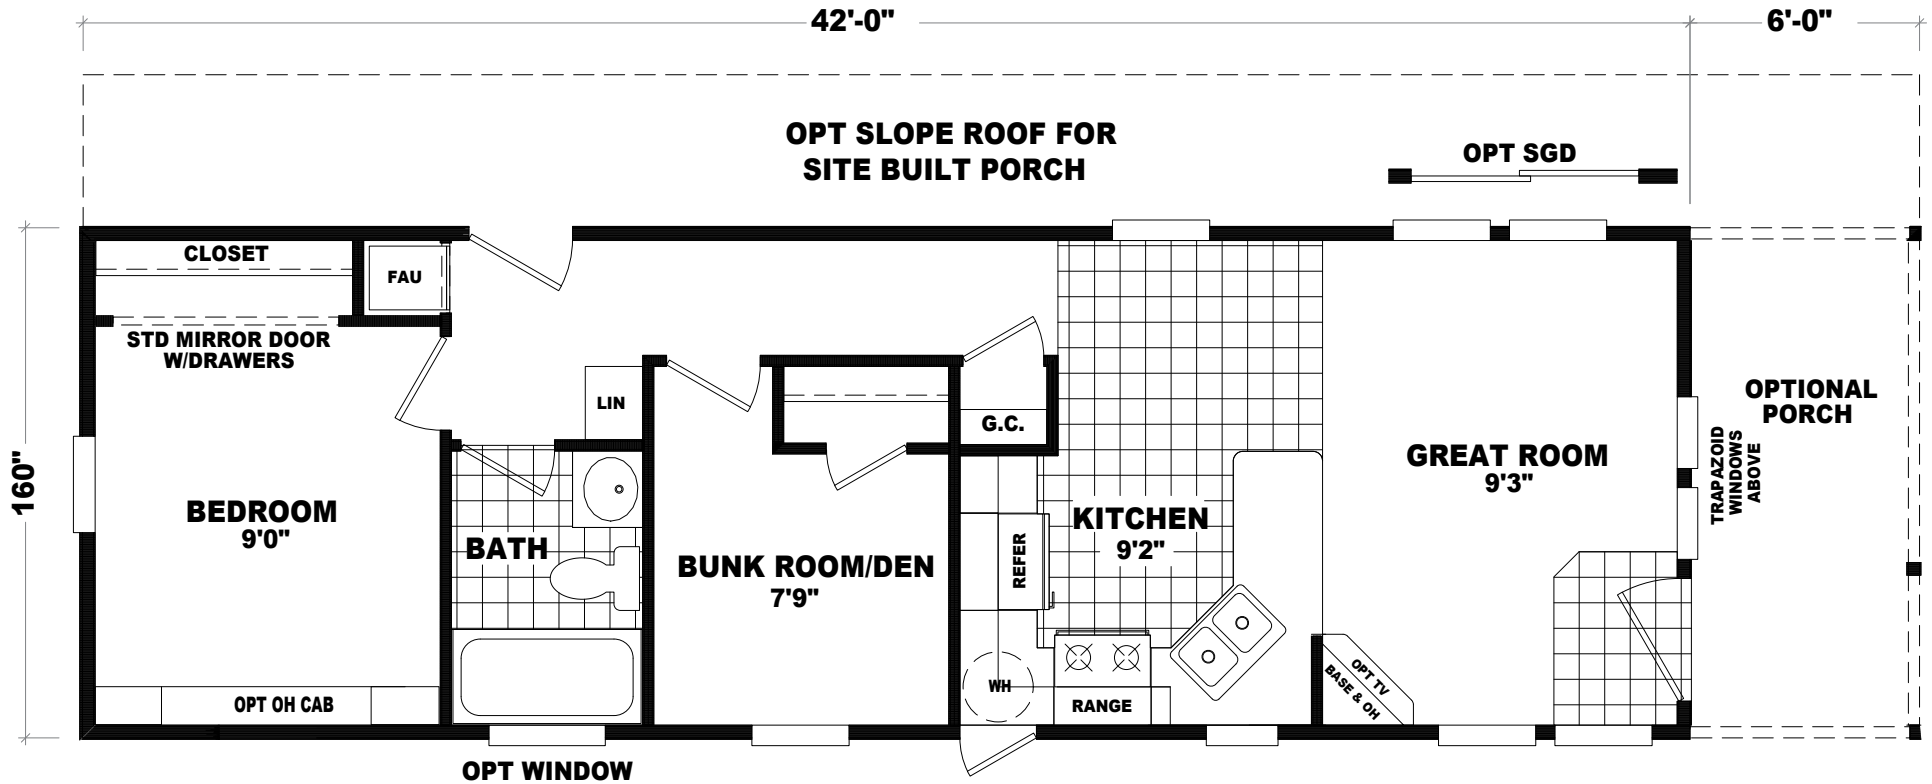 42'-0"
6'-0"
OPT SLOPE ROOF FOR
SITE BUILT PORCH
OPT SGD
CLOSET
FAU
STD MIRROR DOOR
W/DRAWERS
LIN
G.C.
OPTIONAL
PORCH
TRAPAZOID
WINDOWS
ABOVE
160"
BEDROOM
9'0"
BATH
BUNK ROOM/DEN
7'9"
REFER
KITCHEN
9'2"
GREAT ROOM
9'3"
OPT OH CAB
WH
RANGE
OPT TV
BASE & OH
OPT WINDOW